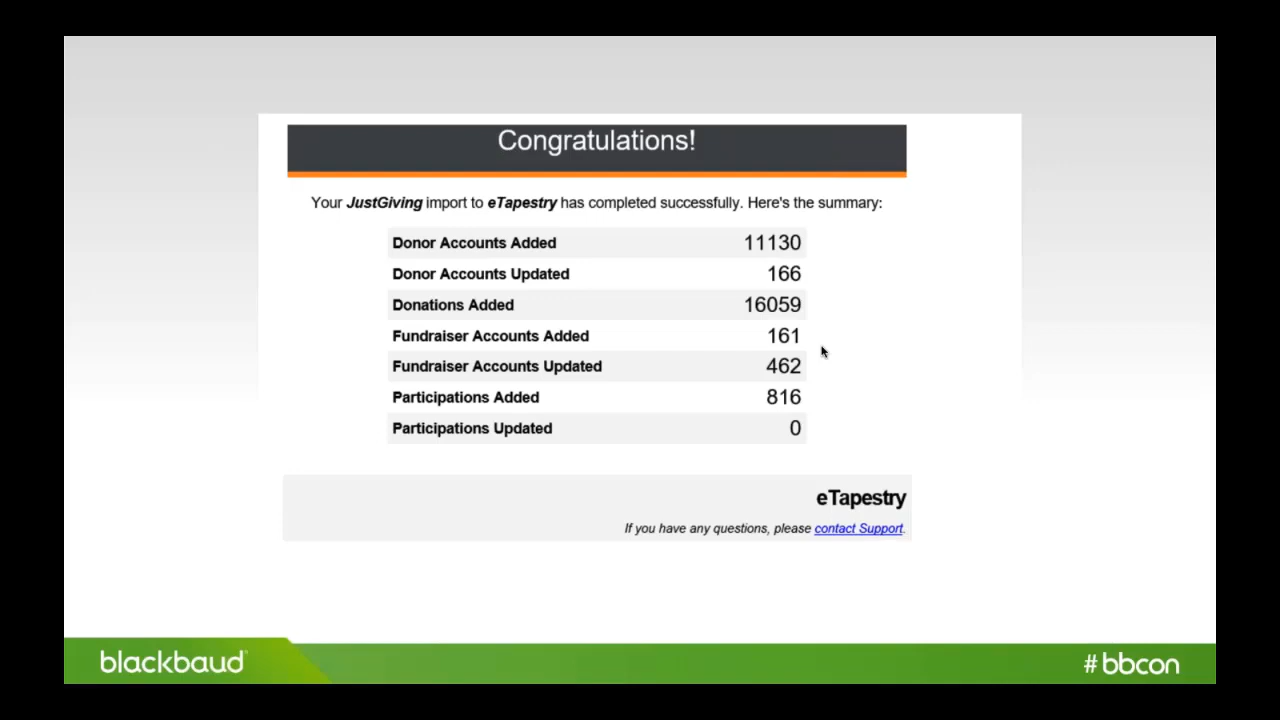 Congratulations!
Your JustGiving import to eTapestry has completed successfully. Here's the summary:
Donor Accounts Added 11130
Donor Accounts Updated 166
Donations Added 16059
Fundraiser Accounts Added 161
Fundraiser Accounts Updated 462
Participations Added 816
Participations Updated 0
eTapestry
If you have any questions, please contact Support.
blackbaud #bbcon